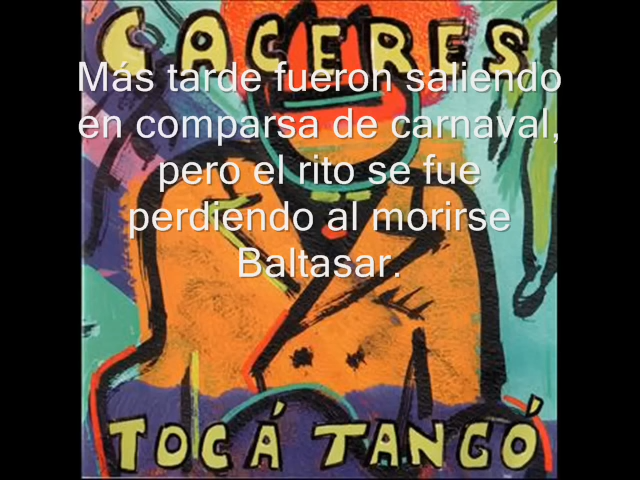 CACERES
Más tarde fueron saliendo
en comparsa de carnaval,
pero el rito se fue
perdiendo al morirse
Baltasar.
TOCÁ TANGÓ